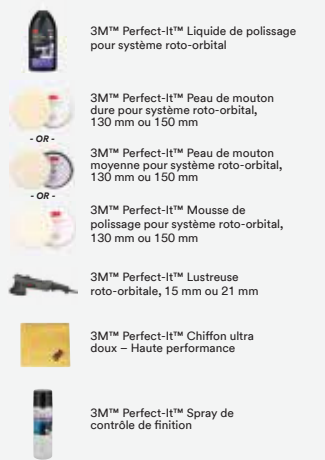 3M™ Perfect-It™ Liquide de polissage
pour système roto-orbital
3M™ Perfect-It™ Peau de mouton
dure pour système roto-orbital,
130 mm ou 150 mm
- OR -
3M™ Perfect-It™ Peau de mouton
moyenne pour système roto-orbital,
130 mm ou 150 mm
- OR -
3M™ Perfect-It™ Mousse de
polissage pour système roto-orbital,
130 mm ou 150 mm
3M™ Perfect-It™ Lustreuse
roto-orbitale, 15 mm ou 21 mm
3M™ Perfect-It™ Chiffon ultra
doux – Haute performance
3M™ Perfect-It™ Spray de
contrôle de finition